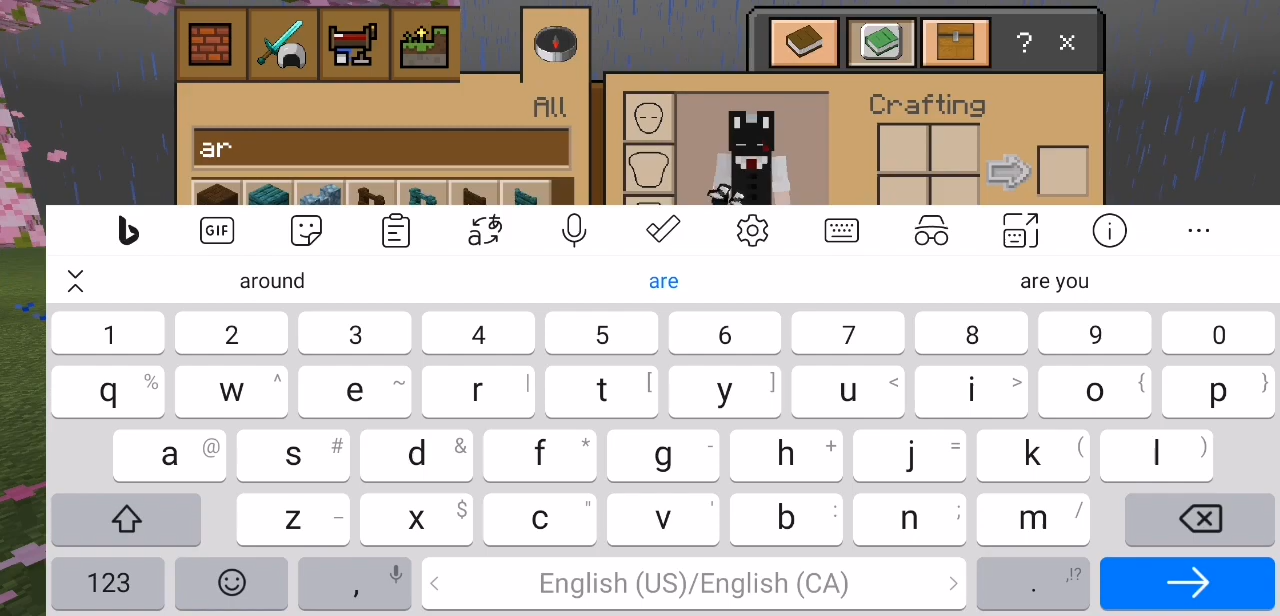 ? x
All
Crafting
ar
GIF
around are are you
1 2 3 4 5 6 7 8 9 0
q % w ^ e ~ r | t [ y ] u < i > o { p }
a @ s # d & f * g - h + j = k ( l )
z _ x $ c " v ' b : n ; m /
123 , < English (US)/English (CA) > . ,!?